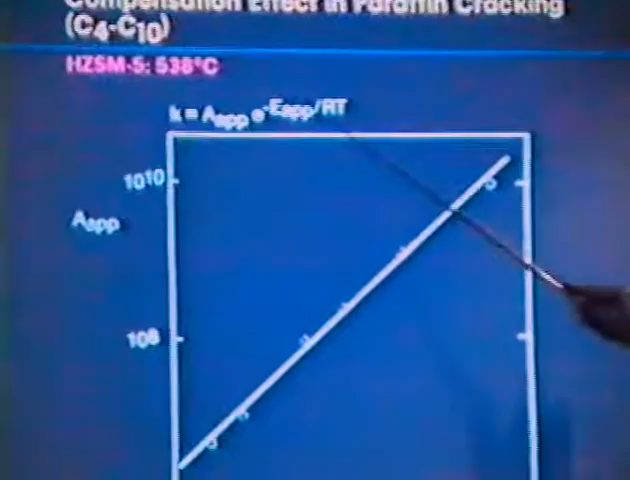 Compensation Effect in Paraffin Cracking
(C4-C10)
HZSM-5: 538°C
k = Aapp e-Eapp/RT
1010
Aapp
108